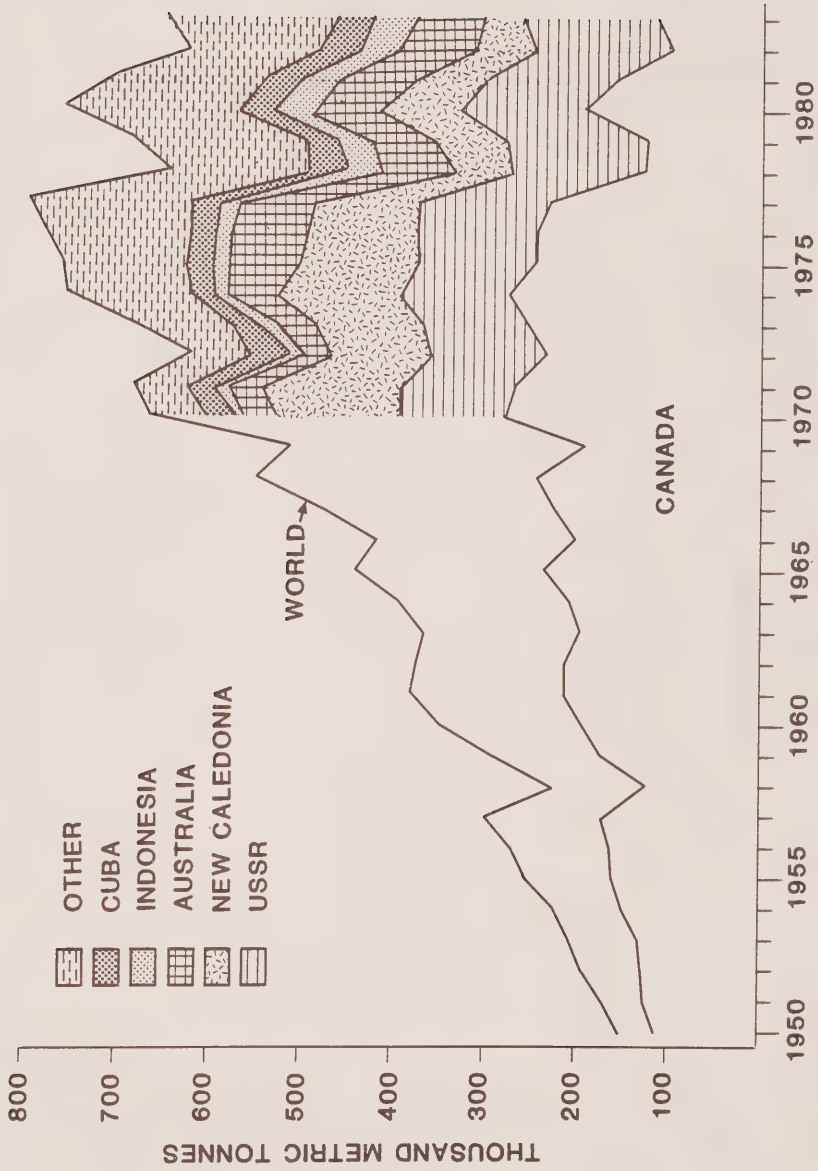 THOUSAND METRIC TONNES
800
700
600
500
400
300
200
100
OTHER
CUBA
INDONESIA
AUSTRALIA
NEW CALEDONIA
USSR
WORLD
CANADA
1950
1955
1960
1965
1970
1975
1980